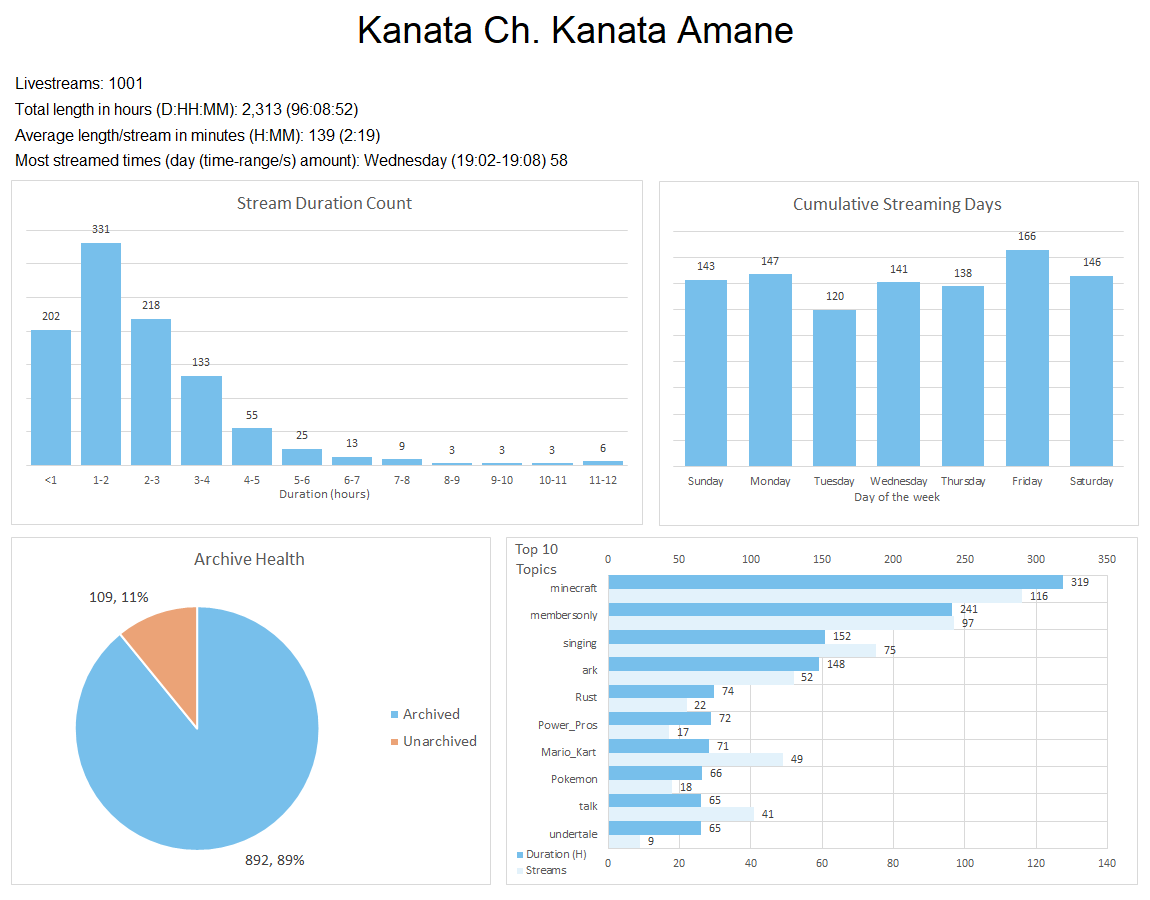 Kanata Ch. Kanata Amane
Livestreams: 1001
Total length in hours (D:HH:MM): 2,313 (96:08:52)
Average length/stream in minutes (H:MM): 139 (2:19)
Most streamed times (day (time-range/s) amount): Wednesday (19:02-19:08) 58
Stream Duration Count
202 331 218 133 55 25 13 9 3 3 3 6
<1 1-2 2-3 3-4 4-5 5-6 6-7 7-8 8-9 9-10 10-11 11-12
Duration (hours)
Cumulative Streaming Days
143 147 120 141 138 166 146
Sunday Monday Tuesday Wednesday Thursday Friday Saturday
Day of the week
Archive Health
109, 11%
Archived
Unarchived
892, 89%
Top 10
Topics
0 50 100 150 200 250 300 350
minecraft 319
116
membersonly 241
97
singing 152
75
ark 148
52
Rust 74
22
Power_Pros 72
17
Mario_Kart 71
49
Pokemon 66
18
talk 65
41
undertale 65
9
Duration (H)
Streams
0 20 40 60 80 100 120 140